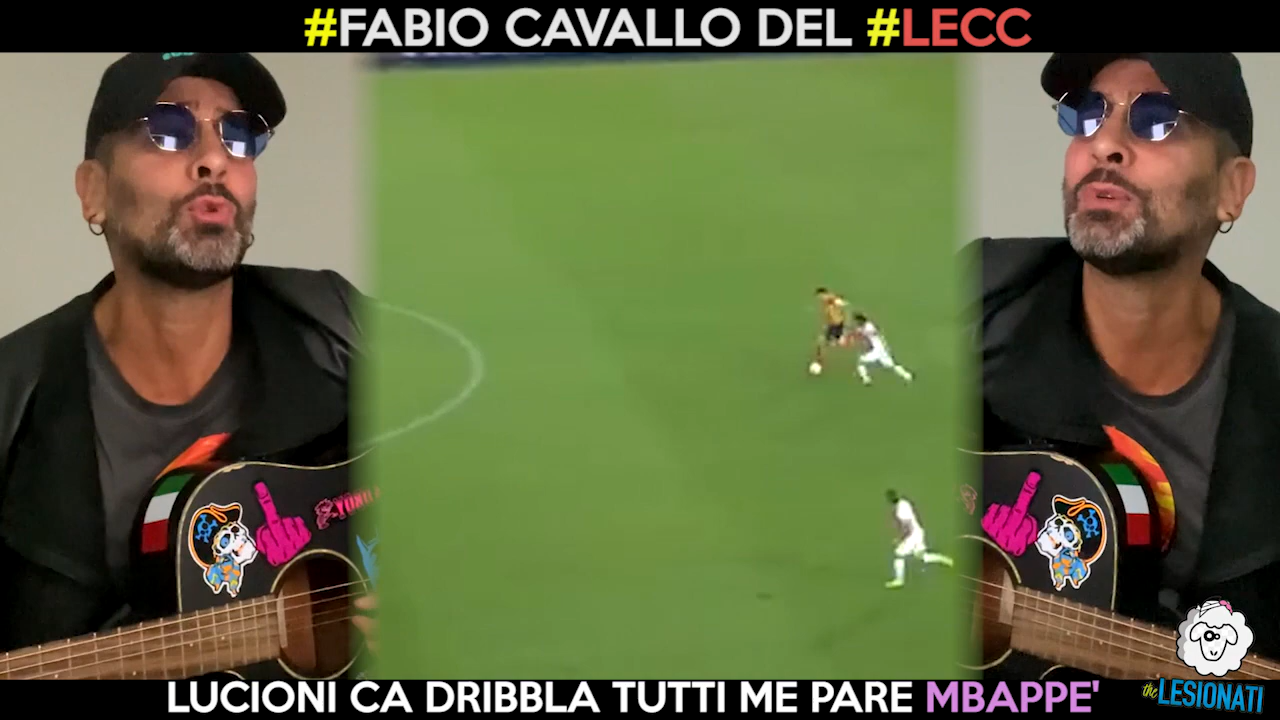 #FABIO CAVALLO DEL #LECC
LUCIONI CA DRIBBLA TUTTI ME PARE MBAPPE'
the LESIONATI